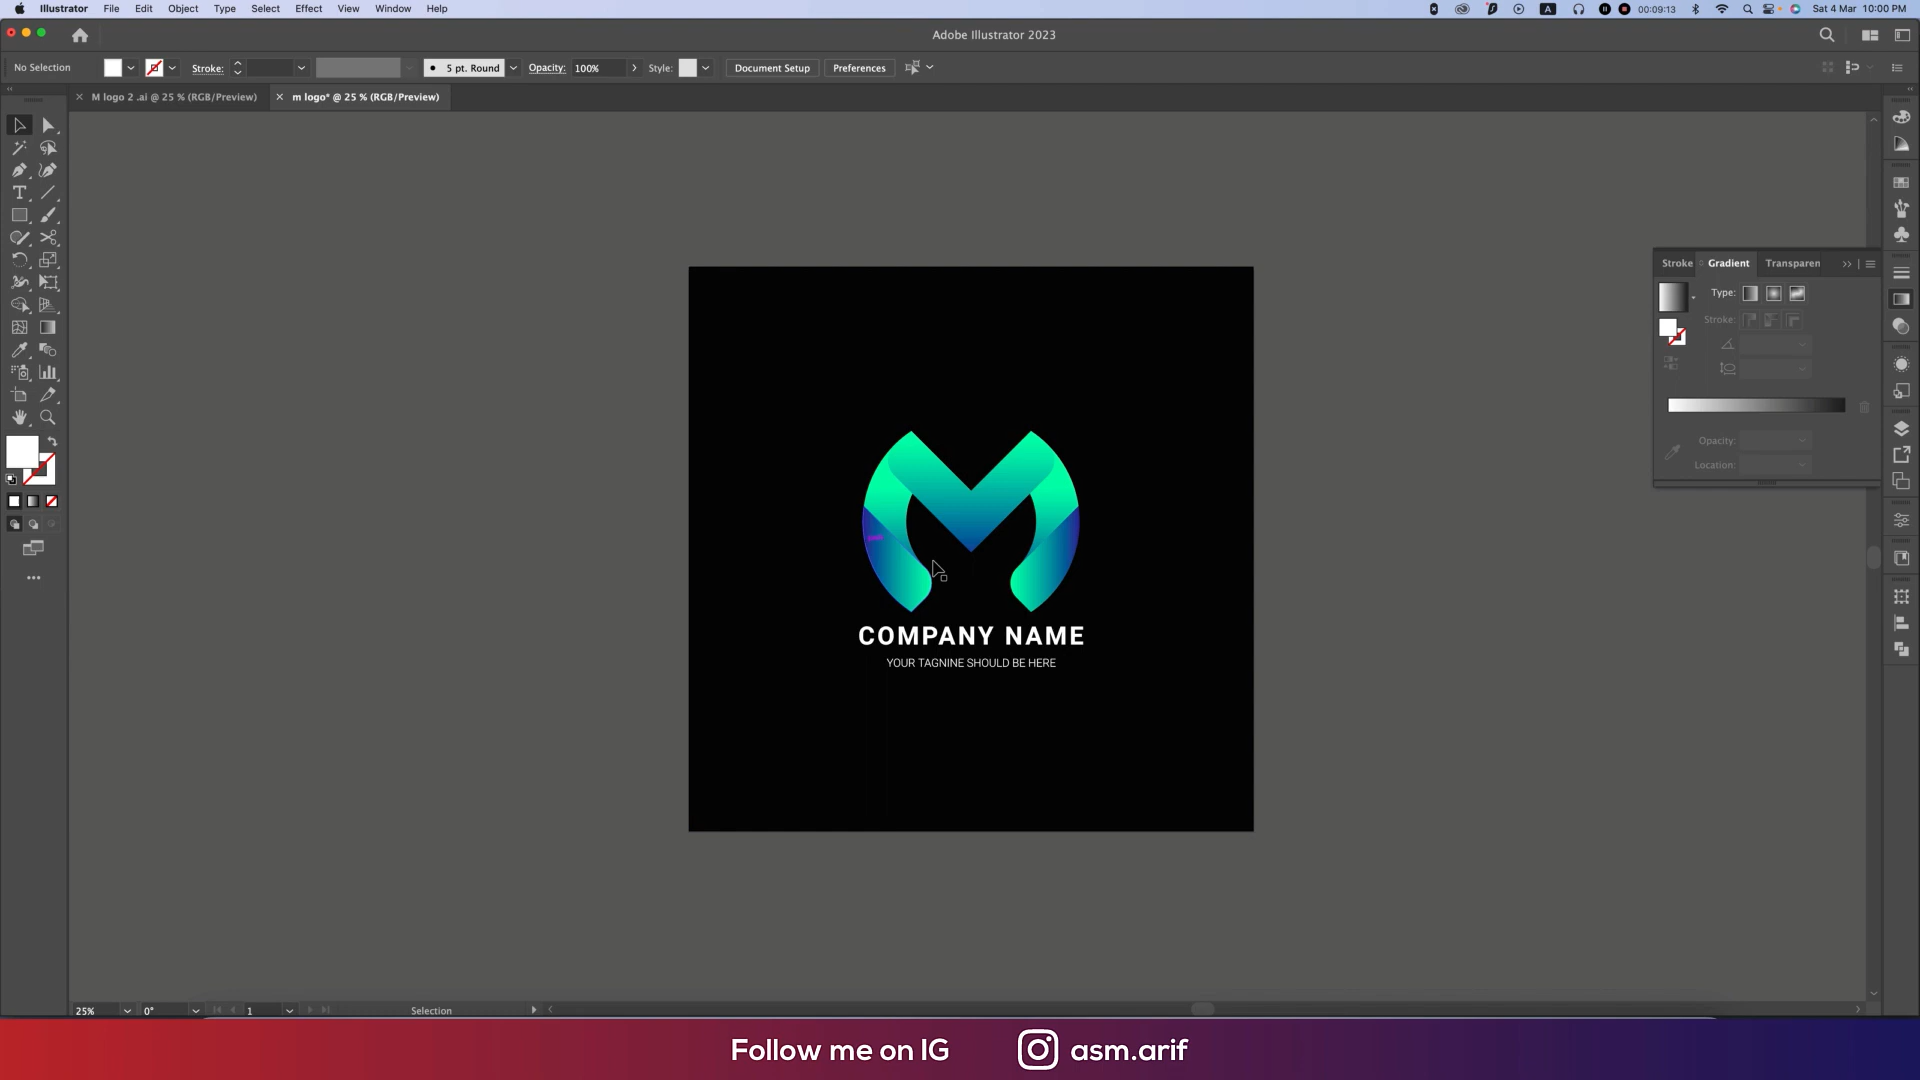 Illustrator File Edit Object Type Select Effect View Window Help
A 00:09:13 Sat 4 Mar 10:00 PM
Adobe Illustrator 2023
No Selection Stroke: 5 pt. Round Opacity: 100% Style: Document Setup Preferences
M logo 2 .ai @ 25 % (RGB/Preview) m logo* @ 25 % (RGB/Preview)
Stroke Gradient Transparen
Type:
Stroke:
Opacity:
Location:
COMPANY NAME
YOUR TAGNINE SHOULD BE HERE
25% 0° 1 Selection
Follow me on IG asm.arif